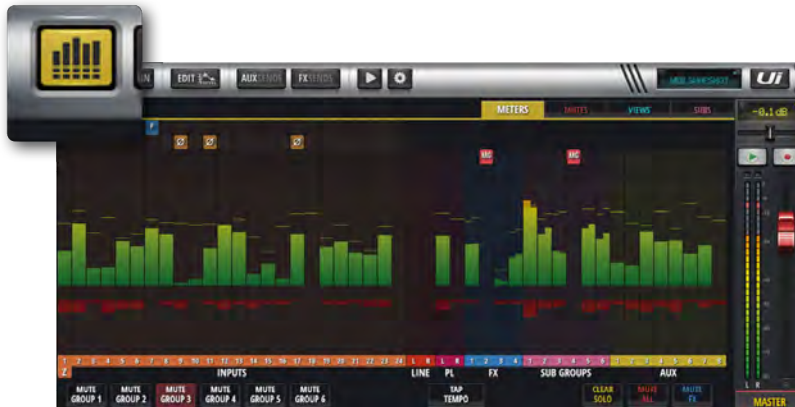 EDIT AUX SENDS FX SENDS Ui
METERS MUTES VIEWS SUBS -0.1 dB
P
Ø Ø Ø
MG MG
1 2 3 4 5 6 7 8 9 10 11 12 13 14 15 16 17 18 19 20 21 22 23 24 L R L R 1 2 3 4 1 2 3 4 5 6 1 2 3 4 5 6 7 8
Z INPUTS LINE PL FX SUB GROUPS AUX
L R
MUTE GROUP 1
MUTE GROUP 2
MUTE GROUP 3
MUTE GROUP 4
MUTE GROUP 5
MUTE GROUP 6
TAP TEMPO
CLEAR SOLO
MUTE ALL
MUTE FX
MASTER